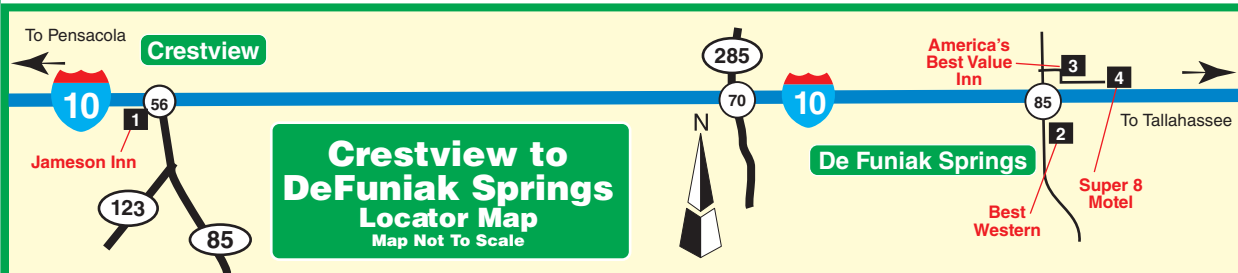 To Pensacola
Crestview
10
56
1
Jameson Inn
123
85
Crestview to
DeFuniak Springs
Locator Map
Map Not To Scale
285
70
N
10
De Funiak Springs
America's
Best Value
Inn
3
4
85
To Tallahassee
2
Best
Western
Super 8
Motel